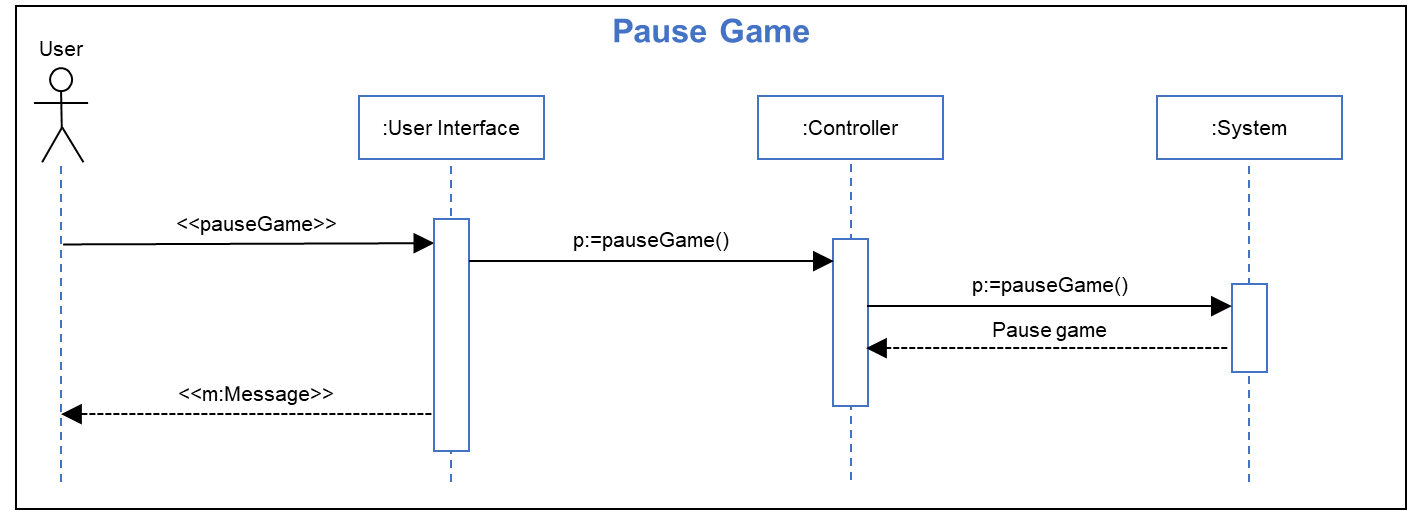 Pause Game
User
:User Interface
:Controller
:System
<<pauseGame>>
p:=pauseGame()
p:=pauseGame()
Pause game
<<m:Message>>